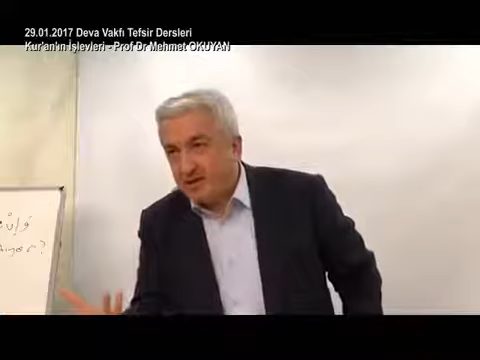 29.01.2017 Deva Vakfı Tefsir Dersleri
Kur'an'ın İşlevleri - Prof Dr Mehmet OKUYAN